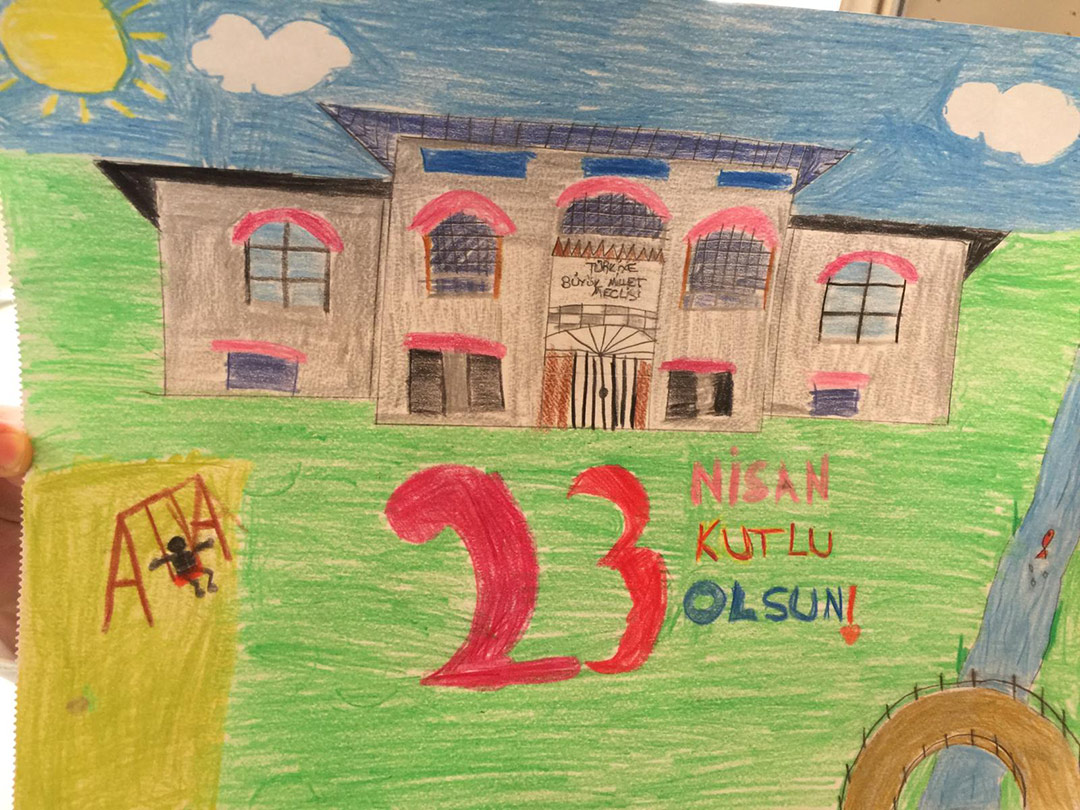 TÜRKİYE
BÜYÜK MİLLET
MECLİSİ
23
NİSAN
KUTLU
OLSUN!